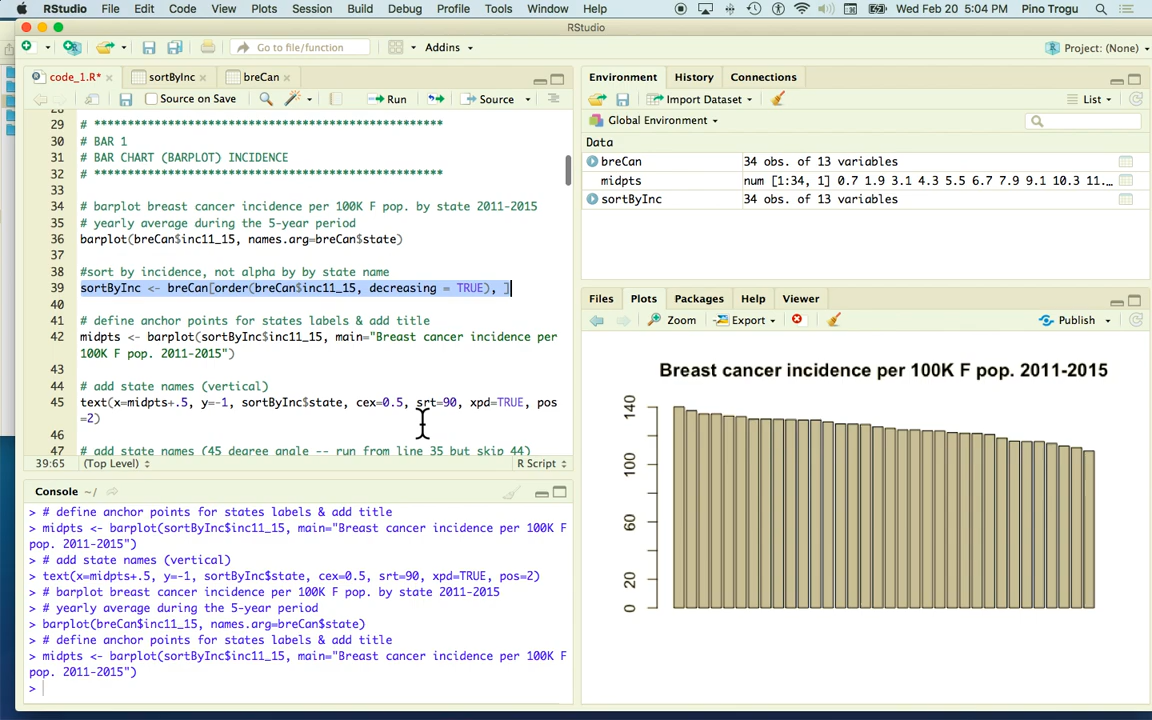 RStudio File Edit Code View Plots Session Build Debug Profile Tools Window Help Wed Feb 20 5:04 PM Pino Trogu
RStudio
Go to file/function Addins Project: (None)
code_1.R* sortByInc breCan
Source on Save Run Source
29 # **************************************************
30 # BAR 1
31 # BAR CHART (BARPLOT) INCIDENCE
32 # **************************************************
33
34 # barplot breast cancer incidence per 100K F pop. by state 2011-2015
35 # yearly average during the 5-year period
36 barplot(breCan$inc11_15, names.arg=breCan$state)
37
38 #sort by incidence, not alpha by by state name
39 sortByInc <- breCan[order(breCan$inc11_15, decreasing = TRUE), ]
40
41 # define anchor points for states labels & add title
42 midpts <- barplot(sortByInc$inc11_15, main="Breast cancer incidence per
100K F pop. 2011-2015")
43
44 # add state names (vertical)
45 text(x=midpts+.5, y=-1, sortByInc$state, cex=0.5, srt=90, xpd=TRUE, pos
=2)
46
47 # add state names (45 degree angle -- run from line 35 but skip 44)
39:65 (Top Level) R Script
Console ~/
> # define anchor points for states labels & add title
> midpts <- barplot(sortByInc$inc11_15, main="Breast cancer incidence per 100K F
pop. 2011-2015")
> # add state names (vertical)
> text(x=midpts+.5, y=-1, sortByInc$state, cex=0.5, srt=90, xpd=TRUE, pos=2)
> # barplot breast cancer incidence per 100K F pop. by state 2011-2015
> # yearly average during the 5-year period
> barplot(breCan$inc11_15, names.arg=breCan$state)
> # define anchor points for states labels & add title
> midpts <- barplot(sortByInc$inc11_15, main="Breast cancer incidence per 100K F
pop. 2011-2015")
>
Environment History Connections
Import Dataset List
Global Environment
Data
breCan 34 obs. of 13 variables
midpts num [1:34, 1] 0.7 1.9 3.1 4.3 5.5 6.7 7.9 9.1 10.3 11....
sortByInc 34 obs. of 13 variables
Files Plots Packages Help Viewer
Zoom Export Publish
Breast cancer incidence per 100K F pop. 2011-2015
140
100
60
20
0